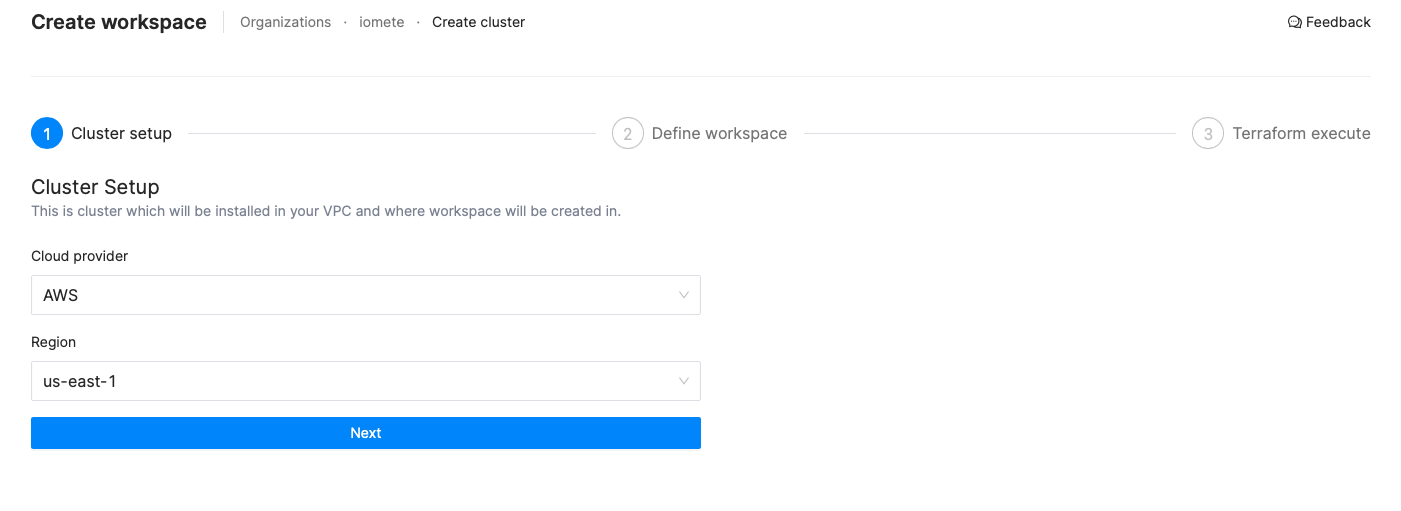 Create workspace Organizations · iomete · Create cluster Feedback
1 Cluster setup 2 Define workspace 3 Terraform execute
Cluster Setup
This is cluster which will be installed in your VPC and where workspace will be created in.
Cloud provider
AWS
Region
us-east-1
Next